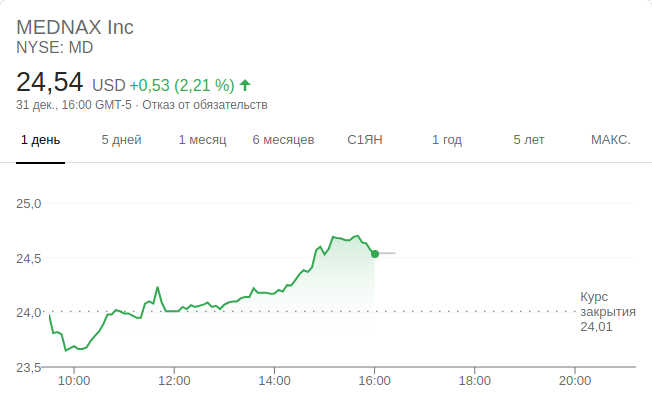 MEDNAX Inc
NYSE: MD
24,54 USD +0,53 (2,21 %)
31 дек., 16:00 GMT-5 · Отказ от обязательств
1 день 5 дней 1 месяц 6 месяцев С1ЯН 1 год 5 лет МАКС.
25,0
24,5
24,0
23,5
Курс
закрытия
24,01
10:00 12:00 14:00 16:00 18:00 20:00